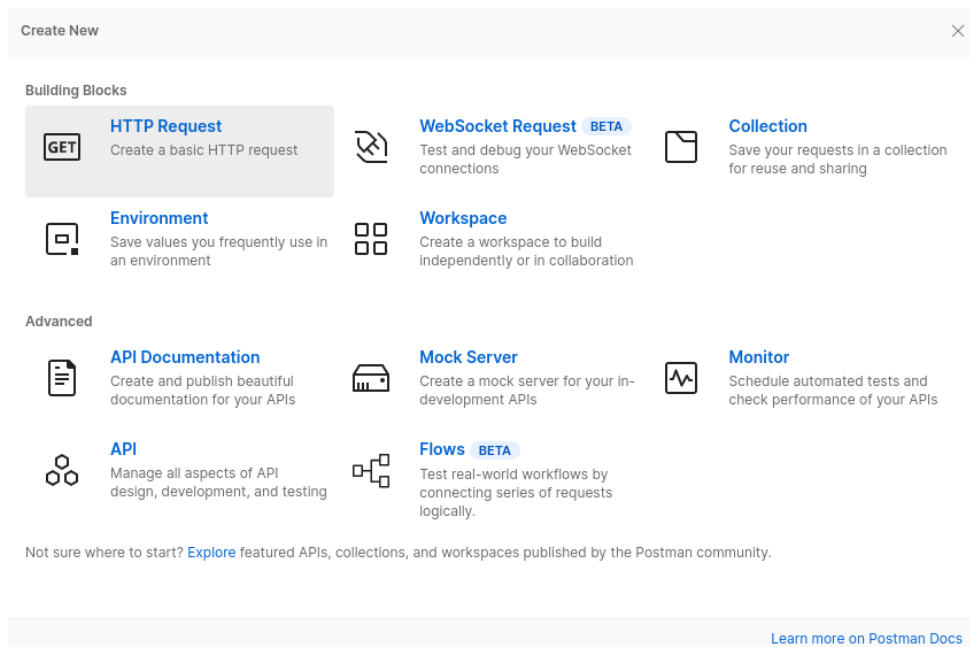 Create New
Building Blocks
GET
HTTP Request
Create a basic HTTP request
WebSocket Request BETA
Test and debug your WebSocket
connections
Collection
Save your requests in a collection
for reuse and sharing
Environment
Save values you frequently use in
an environment
Workspace
Create a workspace to build
independently or in collaboration
Advanced
API Documentation
Create and publish beautiful
documentation for your APIs
Mock Server
Create a mock server for your in-
development APIs
Monitor
Schedule automated tests and
check performance of your APIs
API
Manage all aspects of API
design, development, and testing
Flows BETA
Test real-world workflows by
connecting series of requests
logically.
Not sure where to start? Explore featured APIs, collections, and workspaces published by the Postman community.
Learn more on Postman Docs